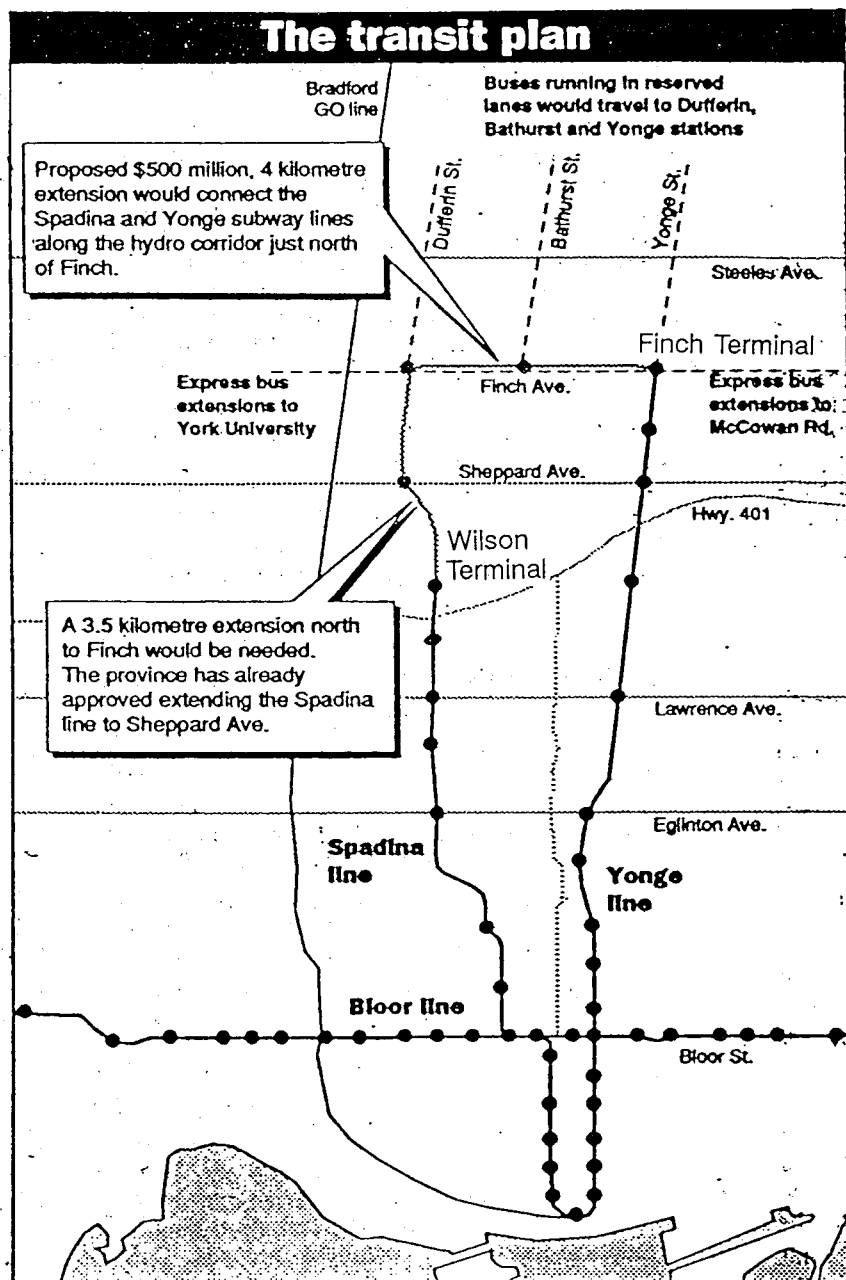 The transit plan
Bradford
GO line
Buses running in reserved
lanes would travel to Dufferin,
Bathurst and Yonge stations
Proposed $500 million, 4 kilometre
extension would connect the
Spadina and Yonge subway lines
along the hydro corridor just north
of Finch.
Dufferin St.
Bathurst St.
Yonge St.
Steeles Ave.
Finch Terminal
Express bus
extensions to
York University
Finch Ave.
Express bus
extensions to
McCowan Rd.
Sheppard Ave.
Hwy. 401
Wilson
Terminal
A 3.5 kilometre extension north
to Finch would be needed.
The province has already
approved extending the Spadina
line to Sheppard Ave.
Lawrence Ave.
Eglinton Ave.
Spadina
line
Yonge
line
Bloor line
Bloor St.